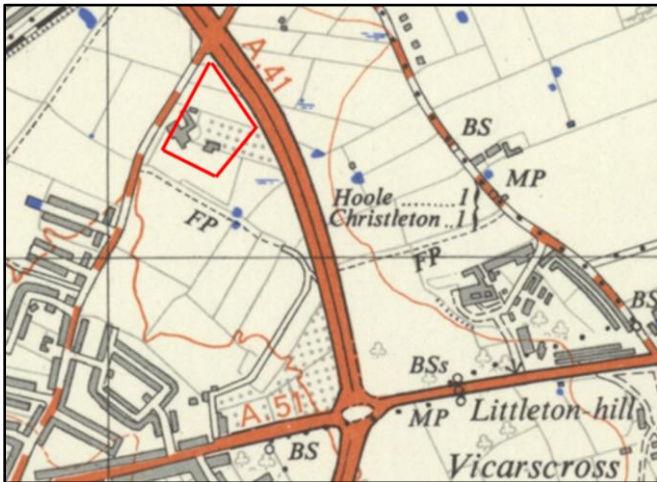 A.41
BS
MP
Hoole ........ 1
Christleton .. 1
FP
FP
BS
BSs
A 51
MP
Littleton-hill
BS
Vicarscross